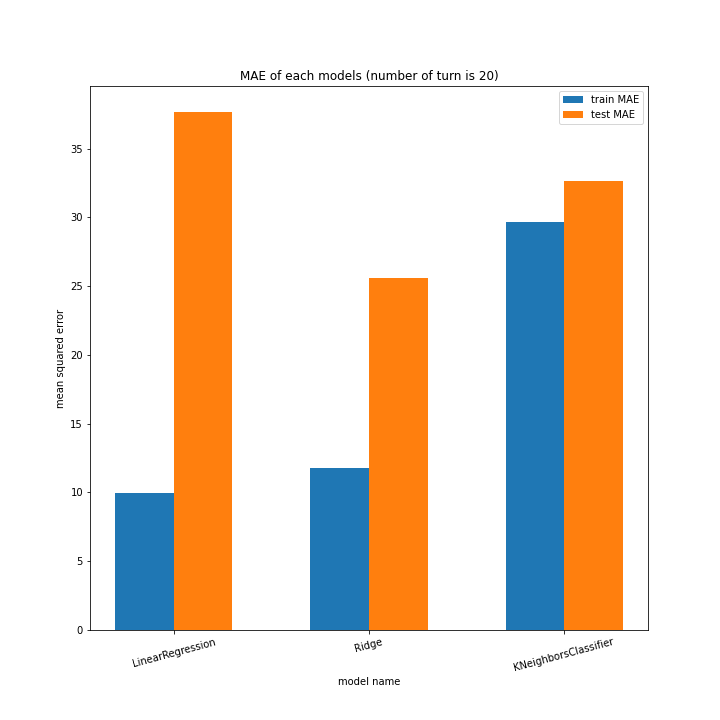 MAE of each models (number of turn is 20)
train MAE
test MAE
mean squared error
35
30
25
20
15
10
5
0
LinearRegression
Ridge
KNeighborsClassifier
model name